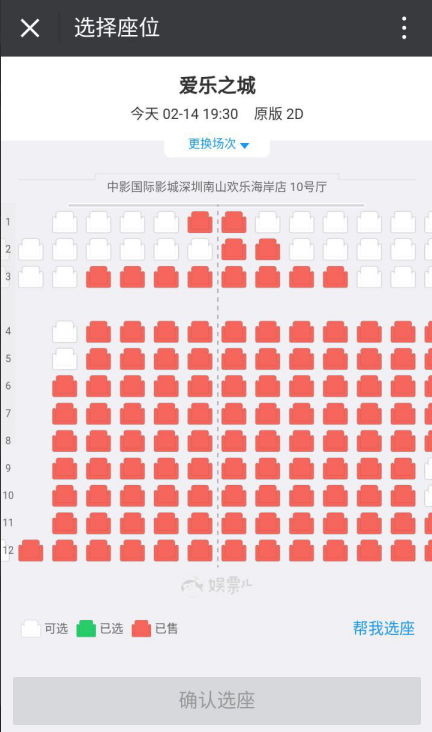 选择座位
爱乐之城
今天 02-14 19:30 原版 2D
更换场次
中影国际影城深圳南山欢乐海岸店 10号厅
1
2
3
4
5
6
7
8
9
10
11
12
娱票儿
可选 已选 已售 帮我选座
确认选座